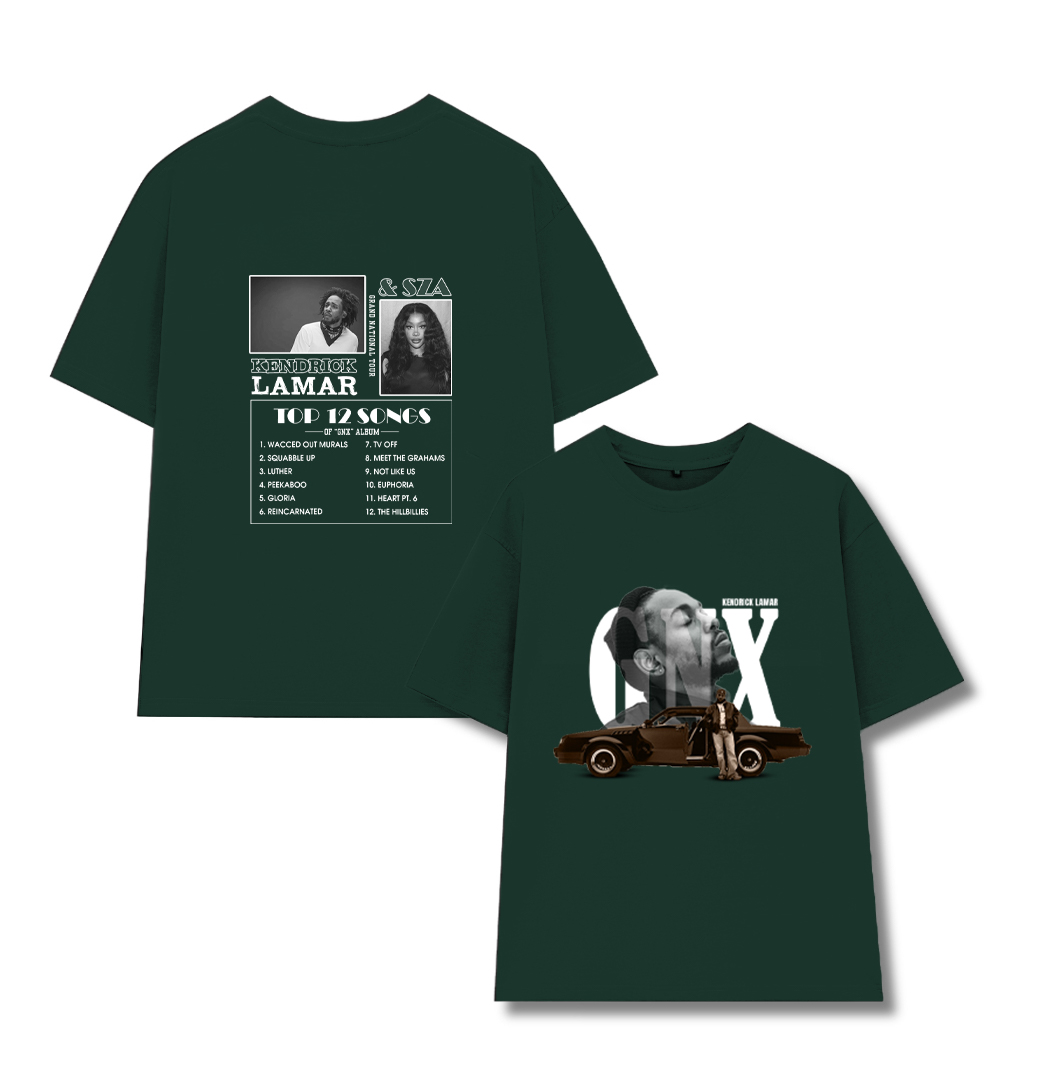 & SZA
GRAND NATIONAL TOUR
KENDRICK
LAMAR
TOP 12 SONGS
OF "GNX" ALBUM
1. WACCED OUT MURALS
2. SQUABBLE UP
3. LUTHER
4. PEEKABOO
5. GLORIA
6. REINCARNATED
7. TV OFF
8. MEET THE GRAHAMS
9. NOT LIKE US
10. EUPHORIA
11. HEART PT. 6
12. THE HILLBILLIES
KENDRICK LAMAR
GNX